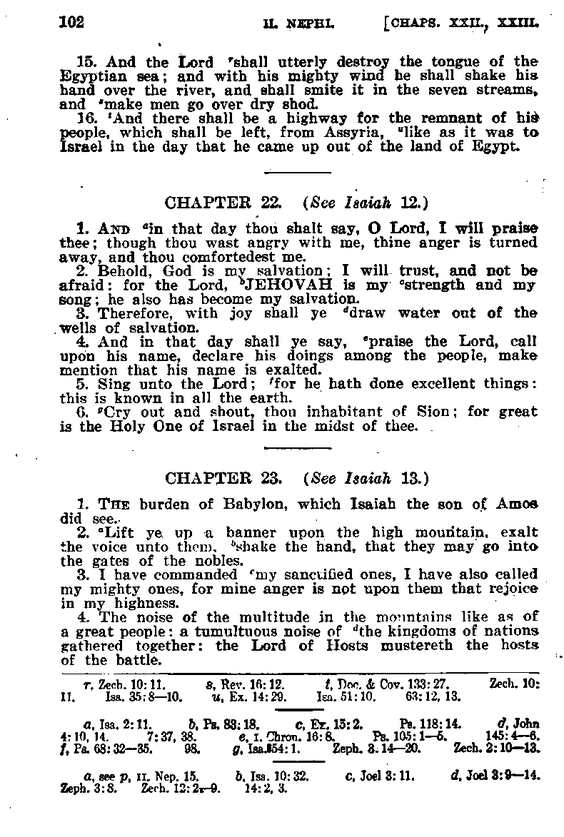 102 II. NEPHI. [CHAPS. XXII., XXIII.
15. And the Lord ʳshall utterly destroy the tongue of the
Egyptian sea; and with his mighty wind he shall shake his
hand over the river, and shall smite it in the seven streams,
and ˢmake men go over dry shod.
16. ᵗAnd there shall be a highway for the remnant of his
people, which shall be left, from Assyria, ᵘlike as it was to
Israel in the day that he came up out of the land of Egypt.
CHAPTER 22. (See Isaiah 12.)
1. AND ᵃin that day thou shalt say, O Lord, I will praise
thee; though thou wast angry with me, thine anger is turned
away, and thou comfortedest me.
2. Behold, God is my salvation; I will trust, and not be
afraid: for the Lord, ᵇJEHOVAH is my ᶜstrength and my
song; he also has become my salvation.
3. Therefore, with joy shall ye ᵈdraw water out of the
wells of salvation.
4. And in that day shall ye say, ᵉpraise the Lord, call
upon his name, declare his doings among the people, make
mention that his name is exalted.
5. Sing unto the Lord; ᶠfor he hath done excellent things:
this is known in all the earth.
6. ᵍCry out and shout, thou inhabitant of Sion; for great
is the Holy One of Israel in the midst of thee.
CHAPTER 23. (See Isaiah 13.)
1. THE burden of Babylon, which Isaiah the son of Amos
did see.
2. ᵃLift ye up a banner upon the high mountain, exalt
the voice unto them, ᵇshake the hand, that they may go into
the gates of the nobles.
3. I have commanded ᶜmy sanctified ones, I have also called
my mighty ones, for mine anger is not upon them that rejoice
in my highness.
4. The noise of the multitude in the mountains like as of
a great people: a tumultuous noise of ᵈthe kingdoms of nations
gathered together: the Lord of Hosts mustereth the hosts
of the battle.
r, Zech. 10:11. s, Rev. 16:12. t, Doc. & Cov. 133:27. Zech. 10:
11. Isa. 35:8—10. u, Ex. 14:29. Isa. 51:10. 63:12, 13.
a, Isa. 2:11. b, Ps. 83:18. c, Ex. 15:2. Ps. 118:14. d, John
4:10, 14. 7:37, 38. e, I. Chron. 16:8. Ps. 105:1—5. 145:4—6.
f, Ps. 68:32—35. 98. g, Isa. 54:1. Zeph. 3.14—20. Zech. 2:10—13.
a, see p, II. Nep. 15. b, Isa. 10:32. c, Joel 3:11. d, Joel 3:9—14.
Zeph. 3:8. Zech. 12:2—9. 14:2, 3.